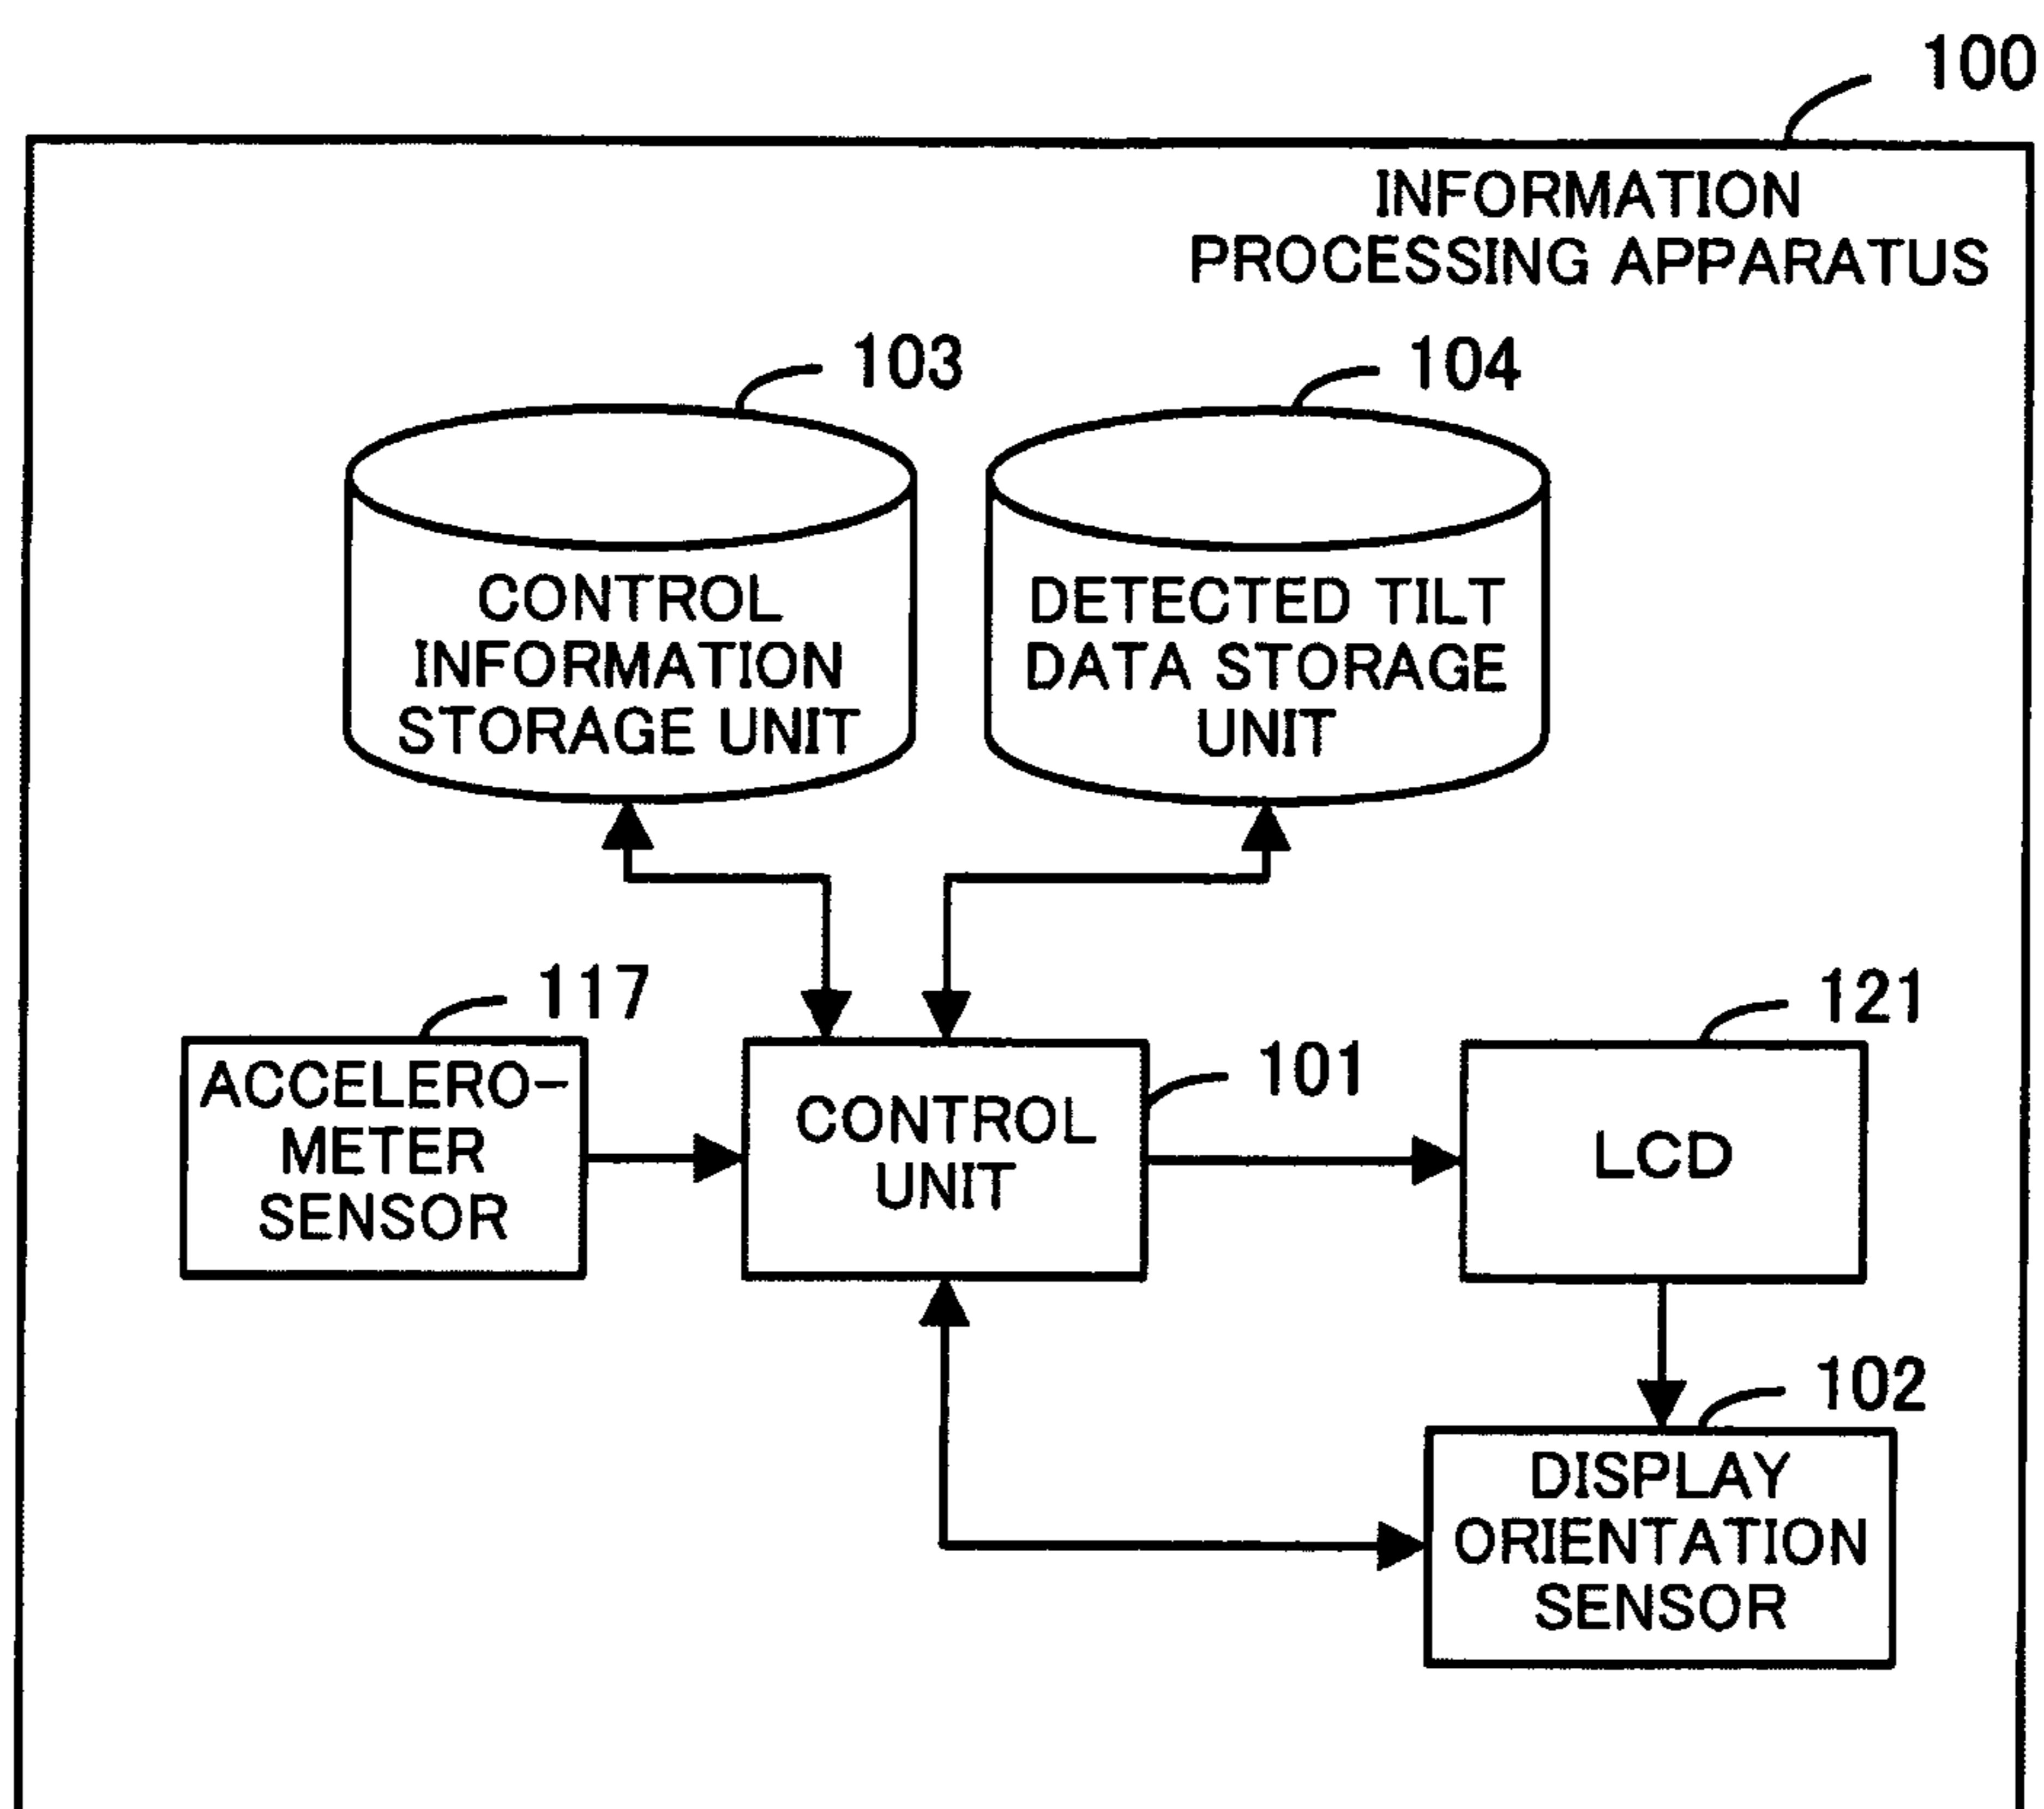 100
INFORMATION
PROCESSING APPARATUS
103
104
CONTROL
INFORMATION
STORAGE UNIT
DETECTED TILT
DATA STORAGE
UNIT
117
ACCELERO-
METER
SENSOR
101
CONTROL
UNIT
121
LCD
102
DISPLAY
ORIENTATION
SENSOR